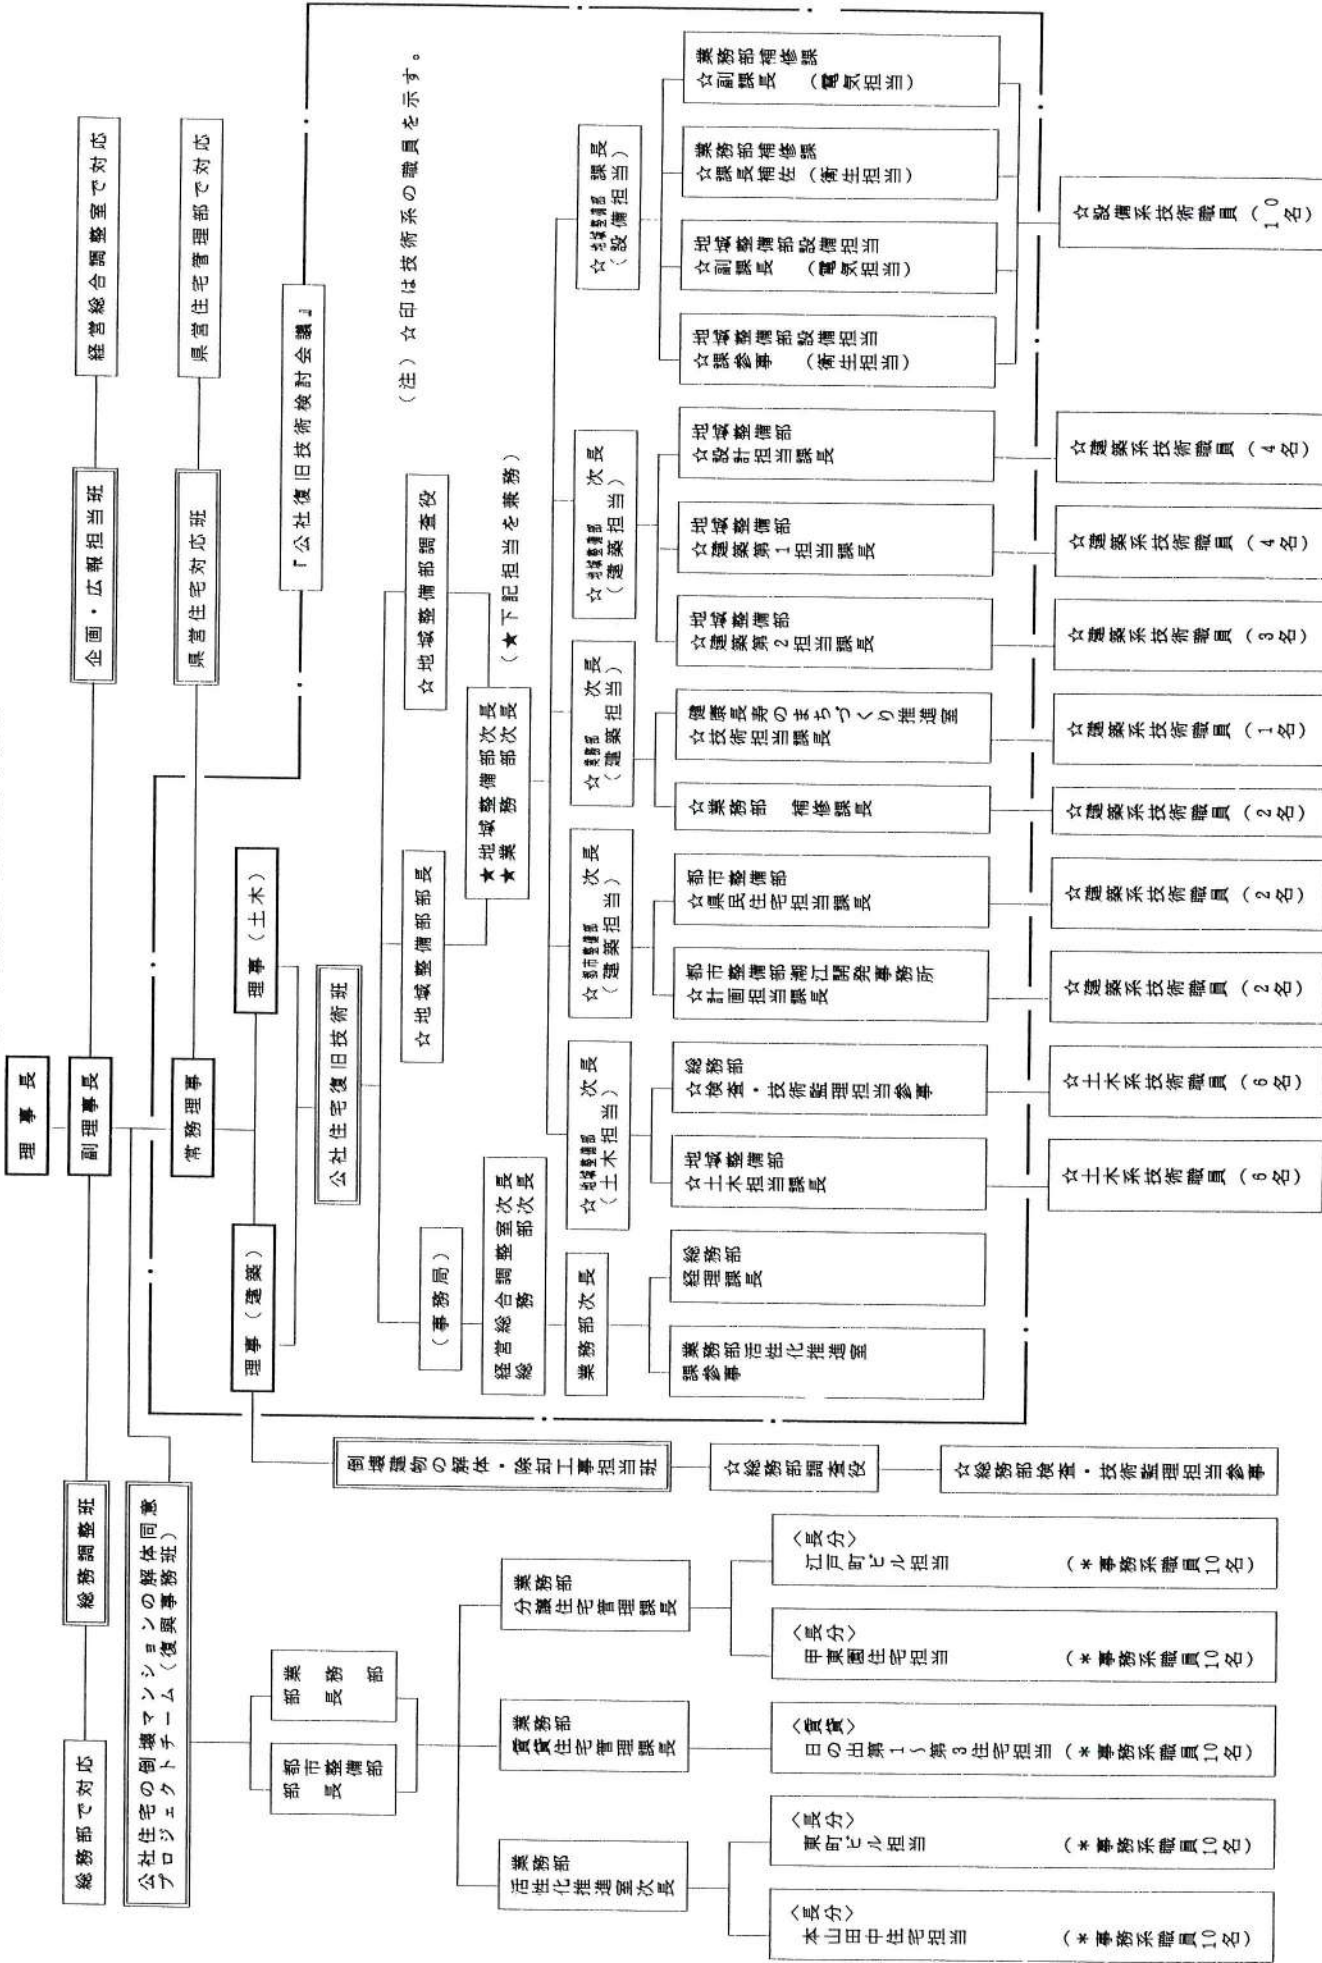 理事長
副理事長
総務調整班
総務部で対応
企画・広報担当班
経営総合調整室で対応
公社住宅の倒壊マンションの解体同意
プロジェクトチーム(復興事務班)
常務理事
県営住宅対応班
県営住宅管理部で対応
理事(建築)
理事(土木)
『公社復旧技術検討会議』
公社住宅復旧技術班
(注)☆印は技術系の職員を示す。
(事務局)
☆地域整備部部長
☆地域整備部調査役
経営総合調整室次長
総務部次長
★地域整備部次長
★業務部次長
(★下記担当を兼務)
業務部次長
☆地域整備部 次長
(土木担当)
☆都市整備部 次長
(建築担当)
☆業務部 次長
(建築担当)
☆地域整備部 次長
(建築担当)
☆地域整備部 課長
(設備担当)
業務部活性化推進室
課参事
総務部
経理課長
地域整備部
☆土木担当課長
総務部
☆検査・技術監理担当参事
都市整備部潮江開発事務所
☆計画担当課長
都市整備部
☆県民住宅担当課長
☆業務部 補修課長
健康長寿のまちづくり推進室
☆技術担当課長
地域整備部
☆建築第2担当課長
地域整備部
☆建築第1担当課長
地域整備部
☆設計担当課長
地域整備部設備担当
☆課参事 (衛生担当)
地域整備部設備担当
☆副課長 (電気担当)
業務部補修課
☆課長補佐(衛生担当)
業務部補修課
☆副課長 (電気担当)
☆土木系技術職員(6名)
☆土木系技術職員(6名)
☆建築系技術職員(2名)
☆建築系技術職員(2名)
☆建築系技術職員(2名)
☆建築系技術職員(1名)
☆建築系技術職員(3名)
☆建築系技術職員(4名)
☆建築系技術職員(4名)
☆設備系技術職員(10名)
倒壊建物の解体・除却工事担当班
☆総務部調査役
☆総務部検査・技術監理担当参事
都市整備部
部長
業務部
部長
業務部
活性化推進室次長
業務部
賃貸住宅管理課長
業務部
分譲住宅管理課長
〈長分〉
本山田中住宅担当 (*事務系職員10名)
〈長分〉
東町ビル担当 (*事務系職員10名)
〈賃貸〉
日の出第1~第3住宅担当(*事務系職員10名)
〈長分〉
甲東園住宅担当 (*事務系職員10名)
〈長分〉
江戸町ビル担当 (*事務系職員10名)